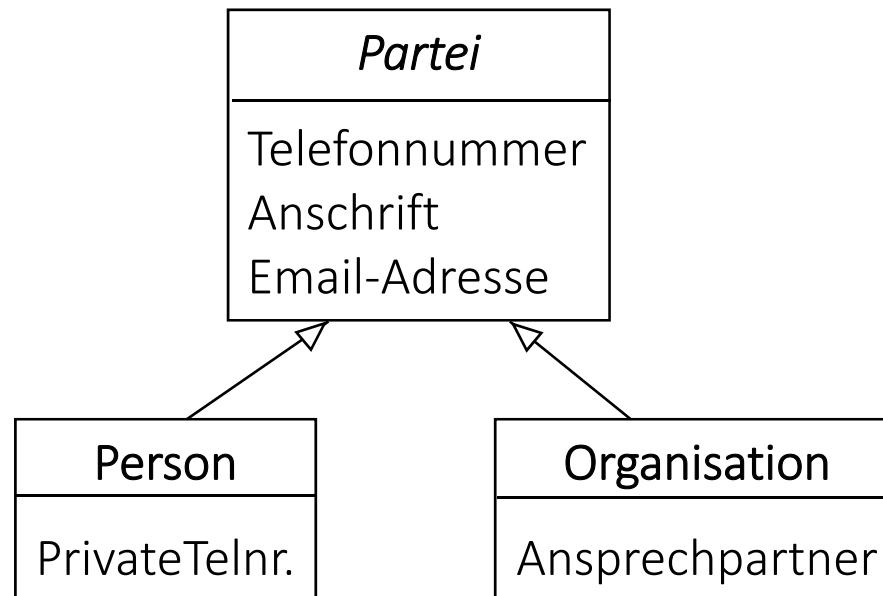 Partei
Telefonnummer
Anschrift
Email-Adresse
Person
PrivateTelnr.
Organisation
Ansprechpartner